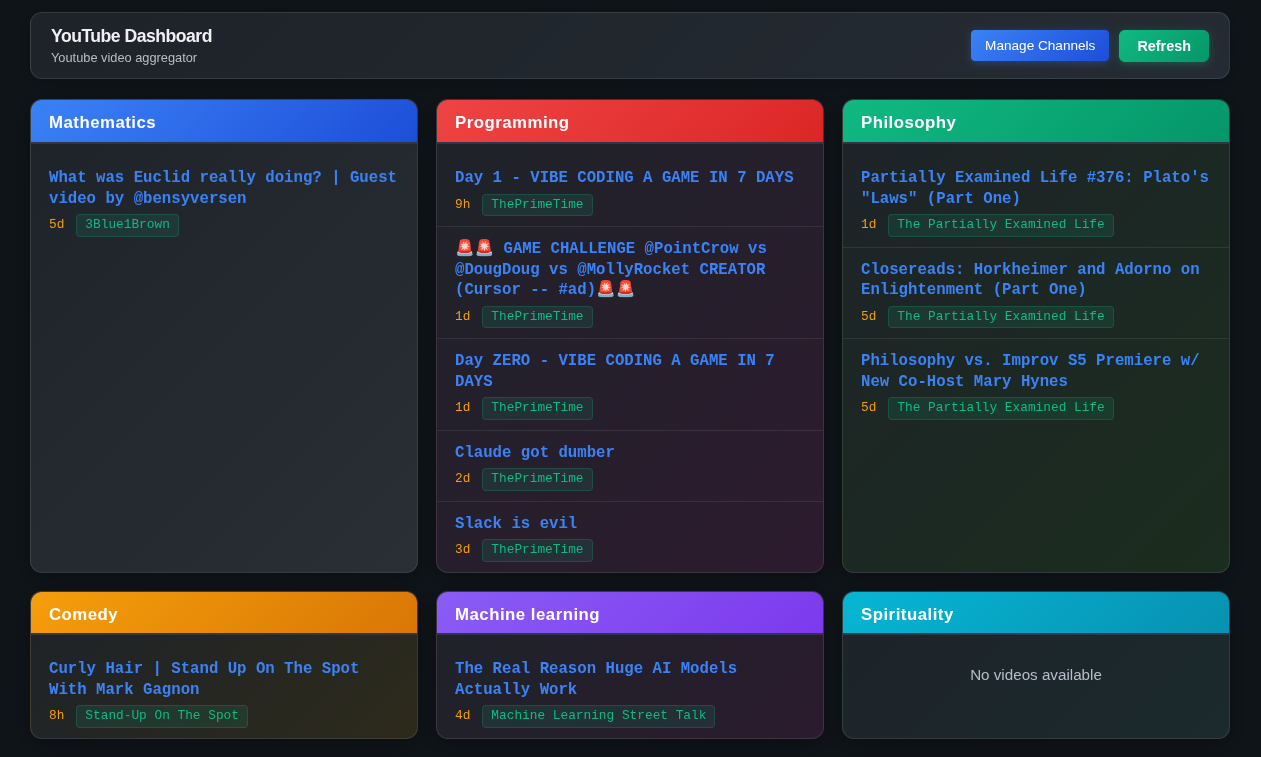 YouTube Dashboard
Youtube video aggregator
Manage Channels
Refresh
Mathematics
What was Euclid really doing? | Guest
video by @bensyversen
5d
3Blue1Brown
Programming
Day 1 - VIBE CODING A GAME IN 7 DAYS
9h
ThePrimeTime
🚨🚨 GAME CHALLENGE @PointCrow vs
@DougDoug vs @MollyRocket CREATOR
(Cursor -- #ad)🚨🚨
1d
ThePrimeTime
Day ZERO - VIBE CODING A GAME IN 7
DAYS
1d
ThePrimeTime
Claude got dumber
2d
ThePrimeTime
Slack is evil
3d
ThePrimeTime
Philosophy
Partially Examined Life #376: Plato's
"Laws" (Part One)
1d
The Partially Examined Life
Closereads: Horkheimer and Adorno on
Enlightenment (Part One)
5d
The Partially Examined Life
Philosophy vs. Improv S5 Premiere w/
New Co-Host Mary Hynes
5d
The Partially Examined Life
Comedy
Curly Hair | Stand Up On The Spot
With Mark Gagnon
8h
Stand-Up On The Spot
Machine learning
The Real Reason Huge AI Models
Actually Work
4d
Machine Learning Street Talk
Spirituality
No videos available